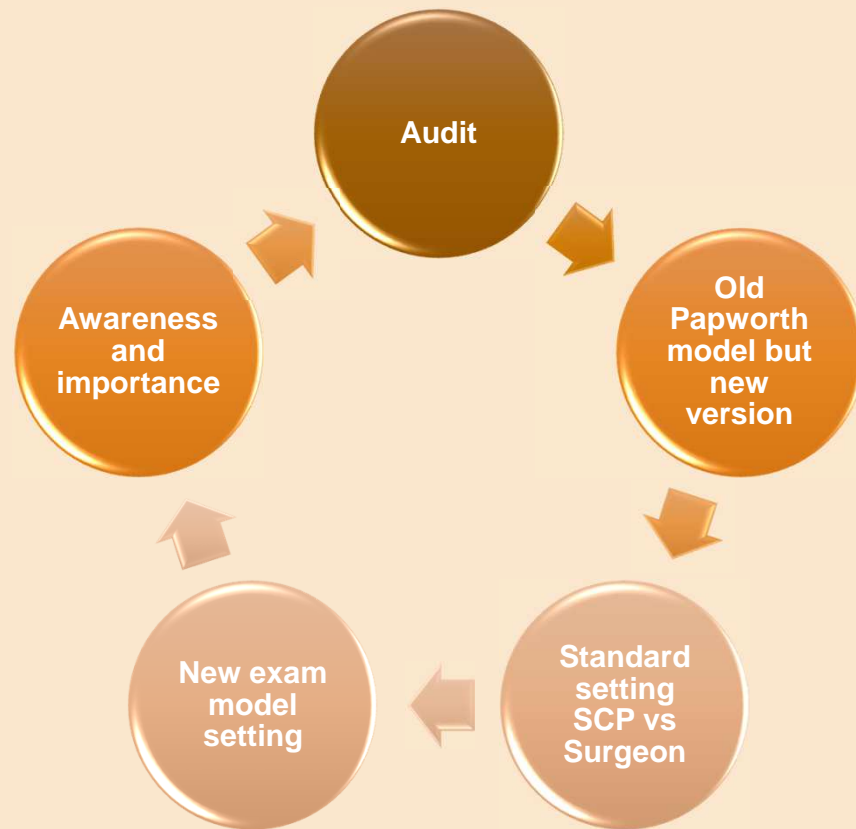 Audit
Old
Papworth
model but
new
version
Standard
setting
SCP vs
Surgeon
New exam
model
setting
Awareness
and
importance